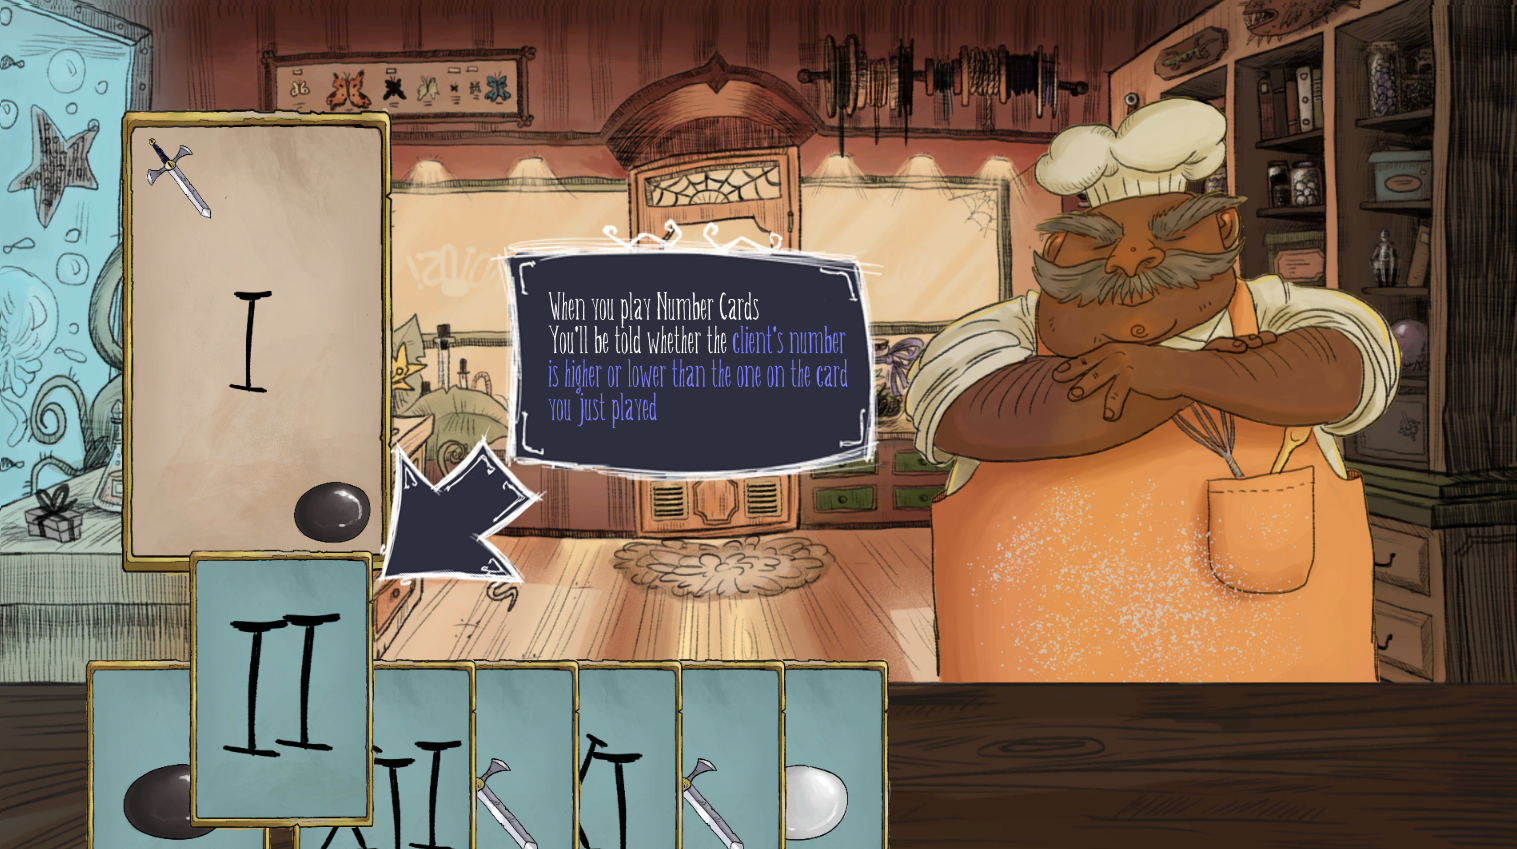 I
When you play Number Cards
You'll be told whether the client's number
is higher or lower than the one on the card
you just played
II